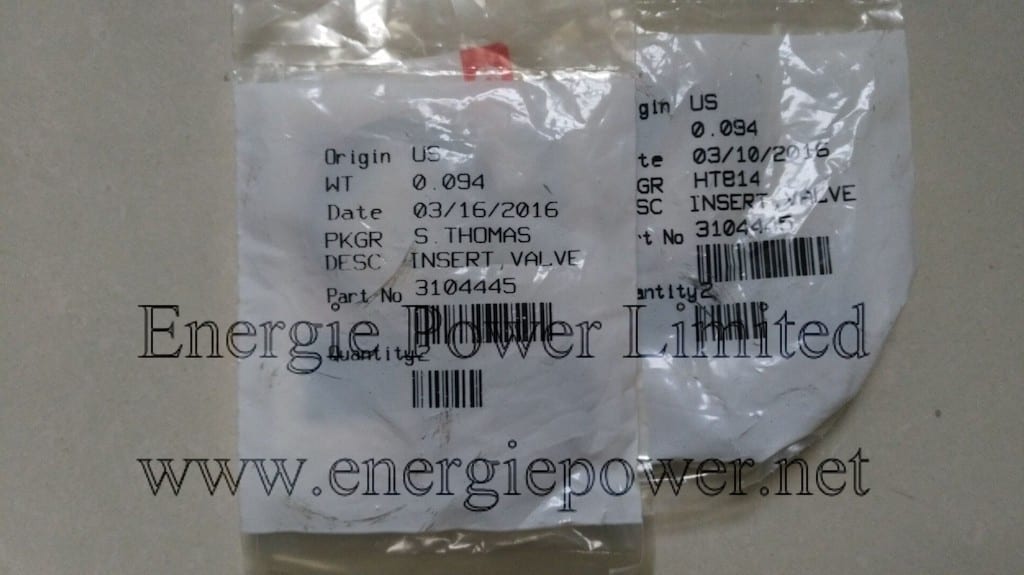 Origin US
WT 0.094
Date 03/16/2016
PKGR S.THOMAS
DESC INSERT,VALVE
Part No 3104445
Quantity2
gin US
0.094
te 03/10/2016
GR HT814
SC INSERT,VALVE
rt No 3104445
antity2
Energie Power Limited
www.energiepower.net